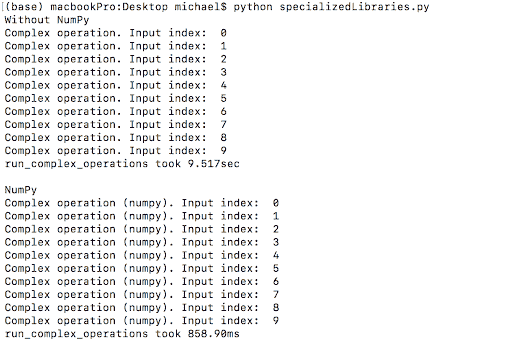 (base) macbookPro:Desktop michael$ python specializedLibraries.py
Without NumPy
Complex operation. Input index:  0
Complex operation. Input index:  1
Complex operation. Input index:  2
Complex operation. Input index:  3
Complex operation. Input index:  4
Complex operation. Input index:  5
Complex operation. Input index:  6
Complex operation. Input index:  7
Complex operation. Input index:  8
Complex operation. Input index:  9
run_complex_operations took 9.517sec

NumPy
Complex operation (numpy). Input index:  0
Complex operation (numpy). Input index:  1
Complex operation (numpy). Input index:  2
Complex operation (numpy). Input index:  3
Complex operation (numpy). Input index:  4
Complex operation (numpy). Input index:  5
Complex operation (numpy). Input index:  6
Complex operation (numpy). Input index:  7
Complex operation (numpy). Input index:  8
Complex operation (numpy). Input index:  9
run_complex_operations took 858.90ms